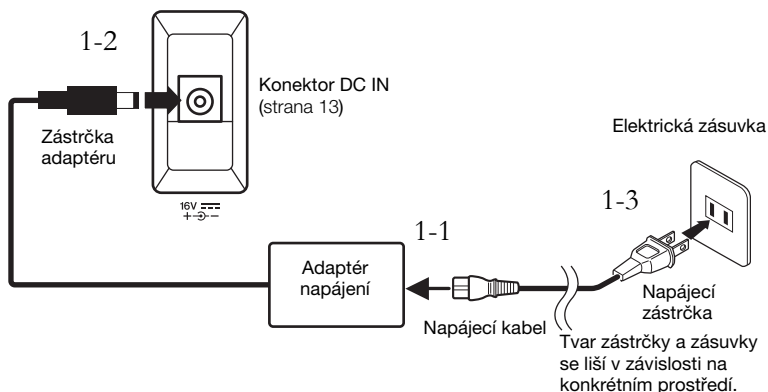 1-2
Konektor DC IN
(strana 13)
Zástrčka
adaptéru
16V
Elektrická zásuvka
1-3
1-1
Adaptér
napájení
Napájecí kabel
Napájecí
zástrčka
Tvar zástrčky a zásuvky
se liší v závislosti na
konkrétním prostředí.